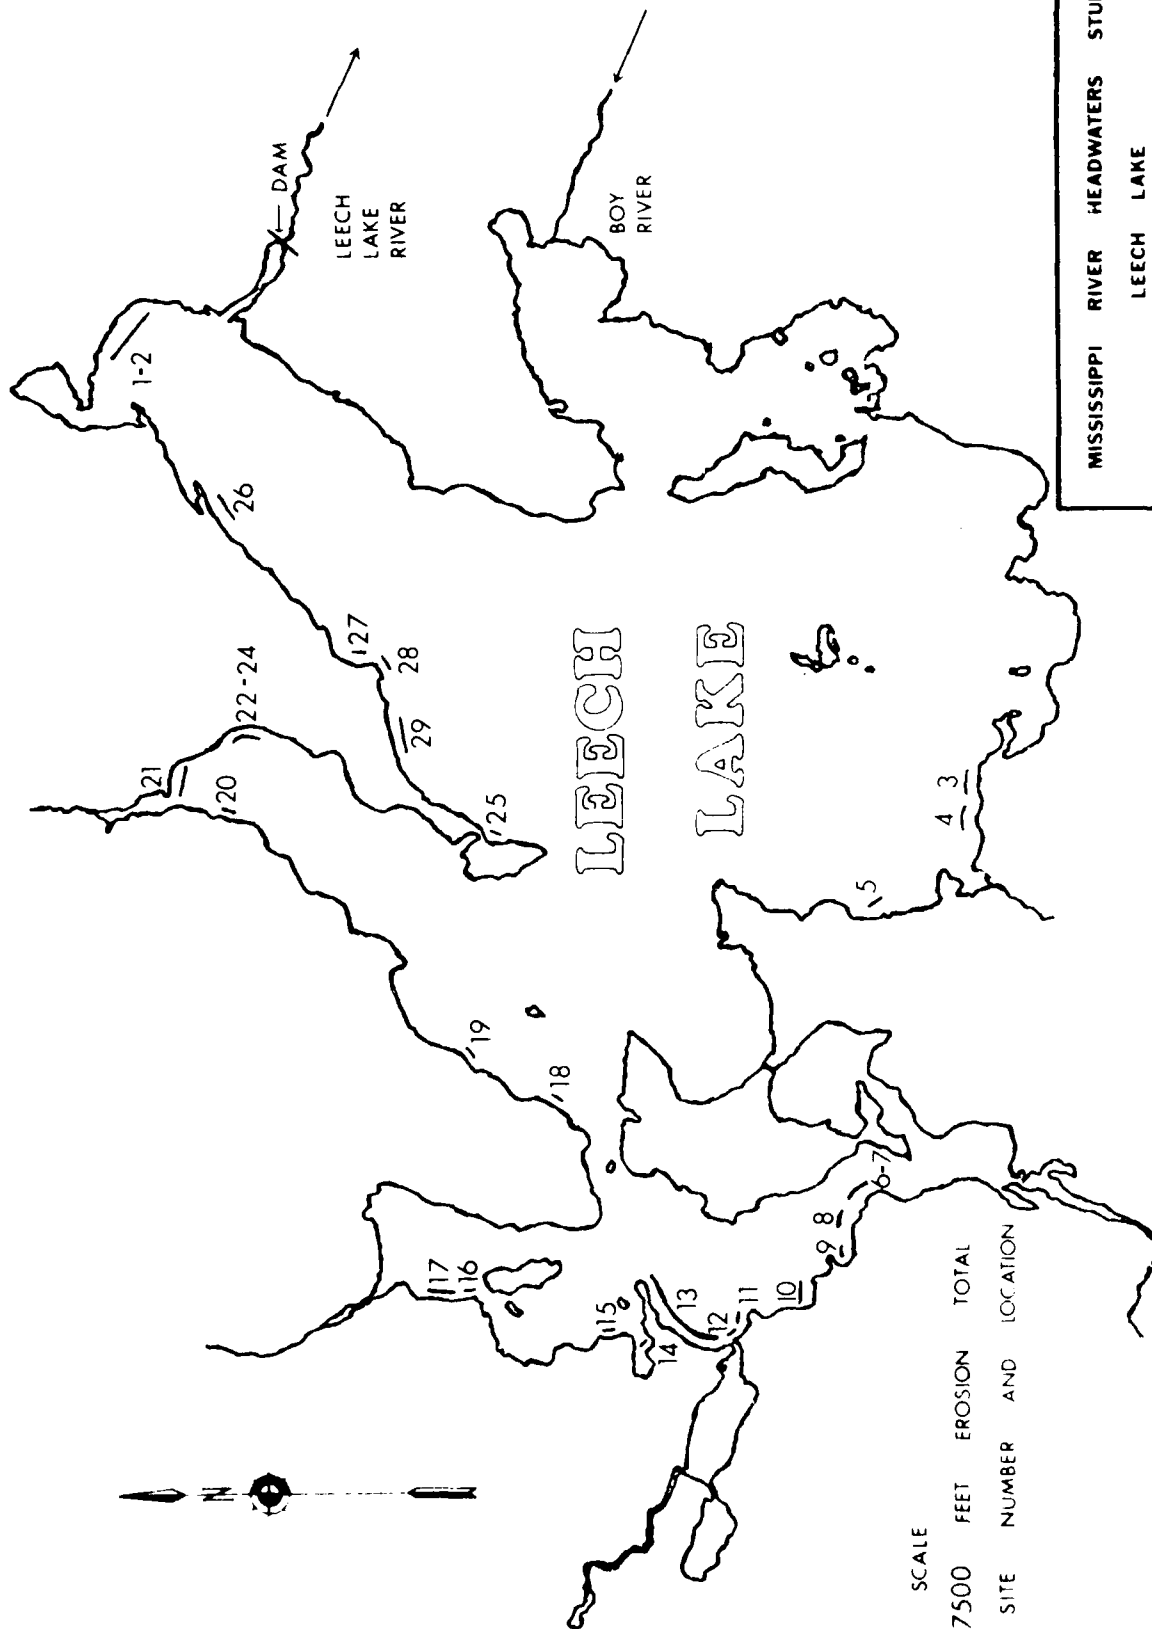 DAM
LEECH
LAKE
RIVER
BOY
RIVER
1-2
26
27
28
29
22-24
21
20
25
19
18
17
16
15
14
13
12
11
10
9
8
6-7
5
4
3
LEECH
LAKE
N
SCALE
7500 FEET EROSION TOTAL
SITE NUMBER AND LOCATION
MISSISSIPPI RIVER HEADWATERS
LEECH LAKE